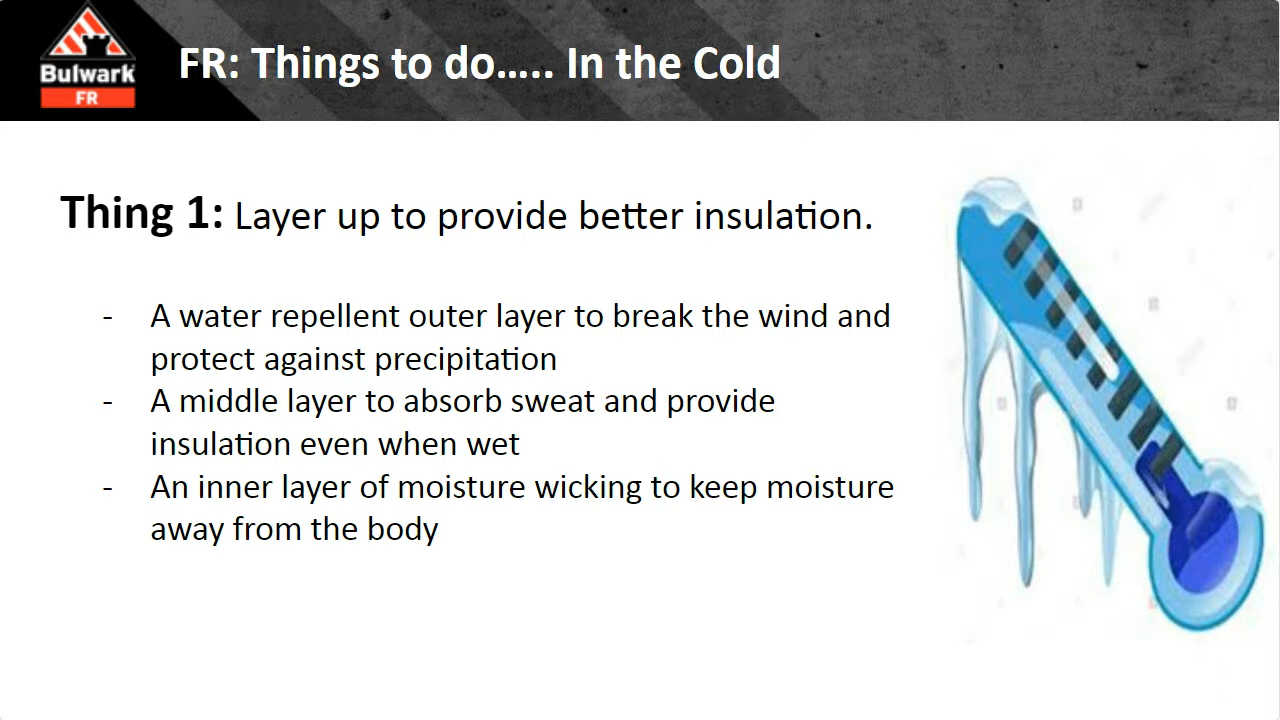 Bulwark
FR
FR: Things to do….. In the Cold
Thing 1: Layer up to provide better insulation.
- A water repellent outer layer to break the wind and
protect against precipitation
- A middle layer to absorb sweat and provide
insulation even when wet
- An inner layer of moisture wicking to keep moisture
away from the body